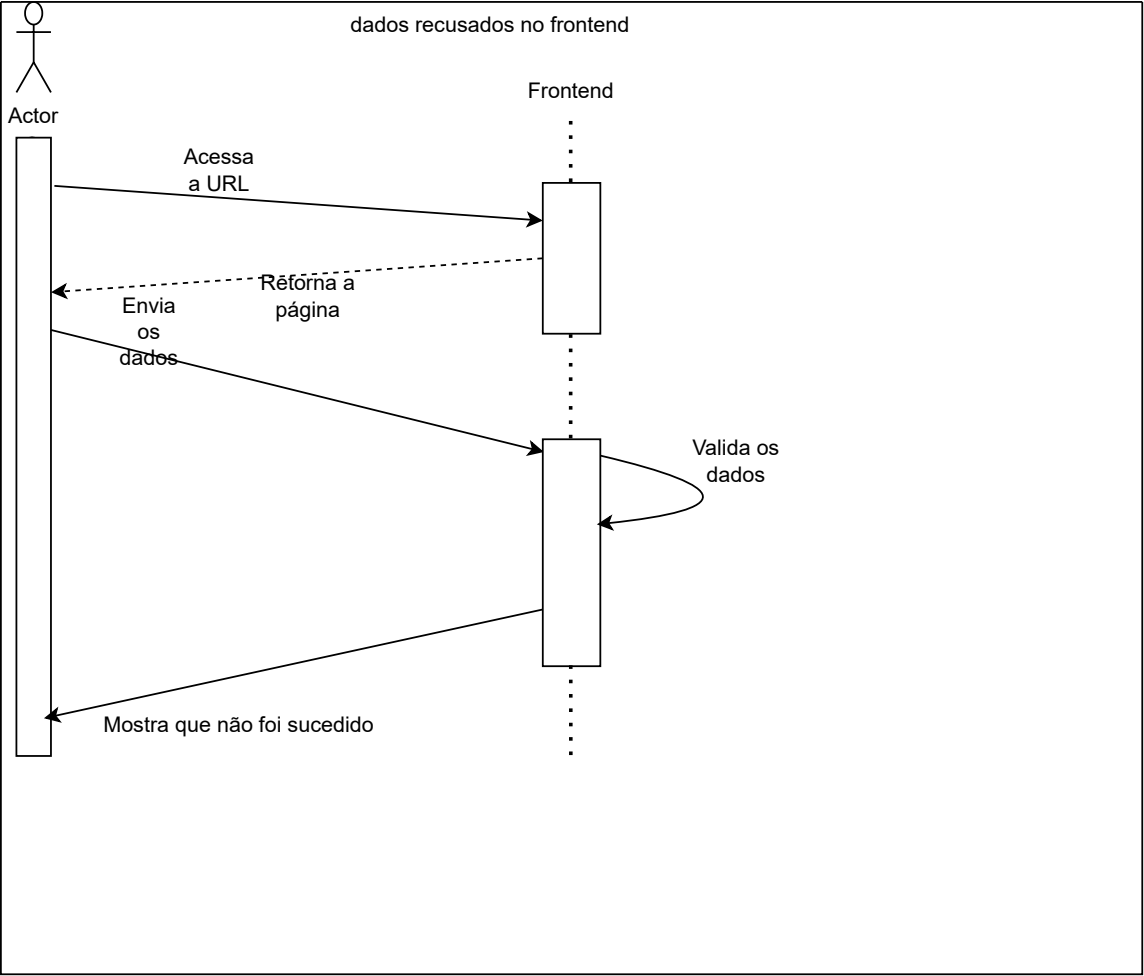 dados recusados no frontend
Frontend
Actor
Acessa
a URL
Retorna a
página
Envia
os
dados
Valida os
dados
Mostra que não foi sucedido